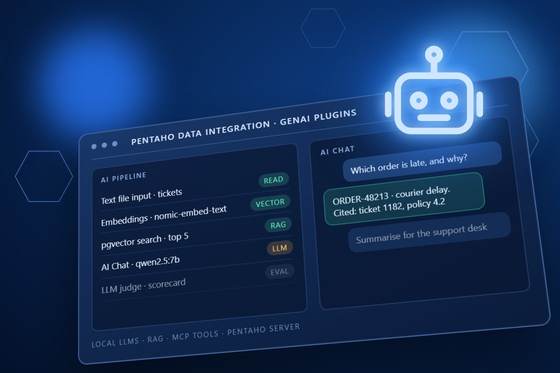 PENTAHO DATA INTEGRATION · GENAI PLUGINS
AI PIPELINE
Text file input · tickets
READ
Embeddings · nomic-embed-text
VECTOR
pgvector search · top 5
RAG
AI Chat · qwen2.5:7b
LLM
LLM judge · scorecard
EVAL
AI CHAT
Which order is late, and why?
ORDER-48213 · courier delay.
Cited: ticket 1182, policy 4.2
Summarise for the support desk
LOCAL LLMS · RAG · MCP TOOLS · PENTAHO SERVER